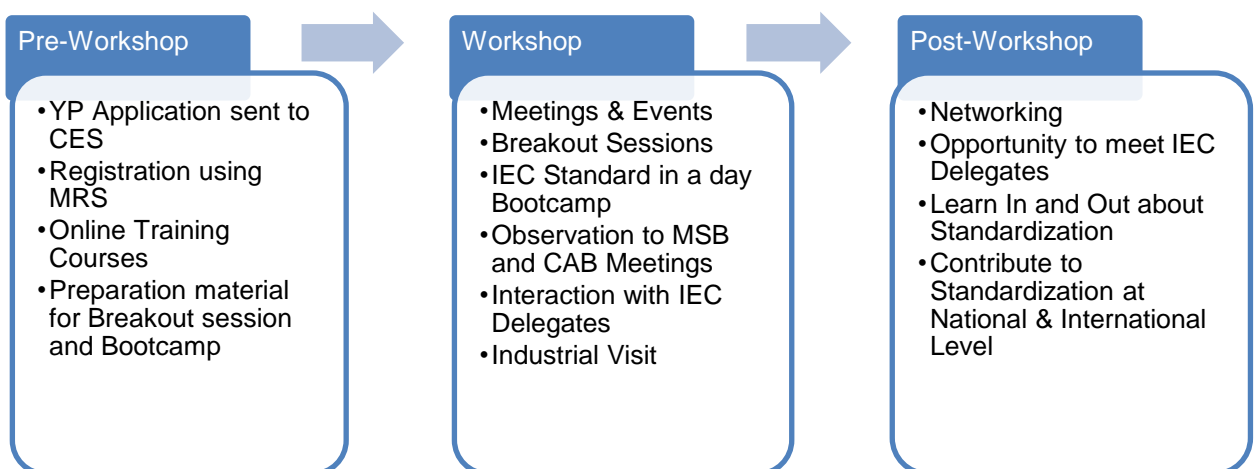 Pre-Workshop
•YP Application sent to
CES
•Registration using
MRS
•Online Training
Courses
•Preparation material
for Breakout session
and Bootcamp
Workshop
•Meetings & Events
•Breakout Sessions
•IEC Standard in a day
Bootcamp
•Observation to MSB
and CAB Meetings
•Interaction with IEC
Delegates
•Industrial Visit
Post-Workshop
•Networking
•Opportunity to meet IEC
Delegates
•Learn In and Out about
Standardization
•Contribute to
Standardization at
National & International
Level